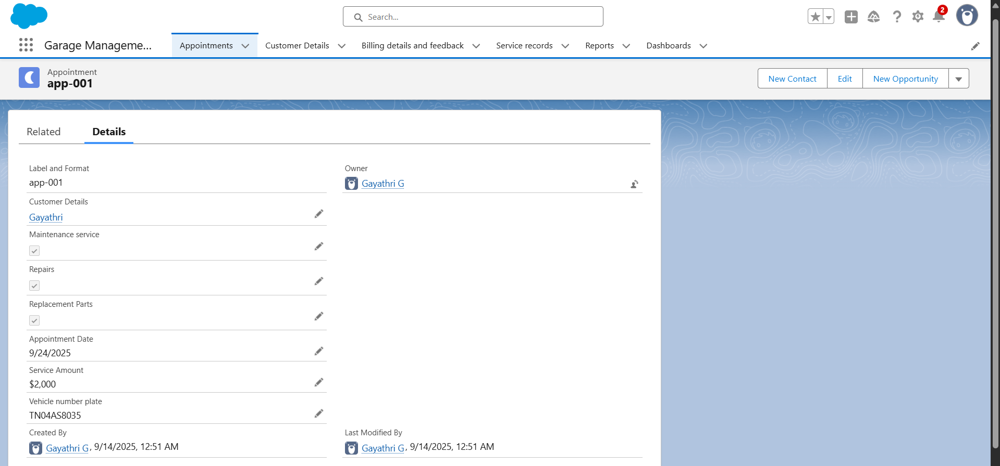 Search...
2
Garage Manageme...
Appointments
Customer Details
Billing details and feedback
Service records
Reports
Dashboards
Appointment
app-001
New Contact
Edit
New Opportunity
Related
Details
Label and Format
app-001
Owner
Gayathri G
Customer Details
Gayathri
Maintenance service
Repairs
Replacement Parts
Appointment Date
9/24/2025
Service Amount
$2,000
Vehicle number plate
TN04AS8035
Created By
Gayathri G, 9/14/2025, 12:51 AM
Last Modified By
Gayathri G, 9/14/2025, 12:51 AM